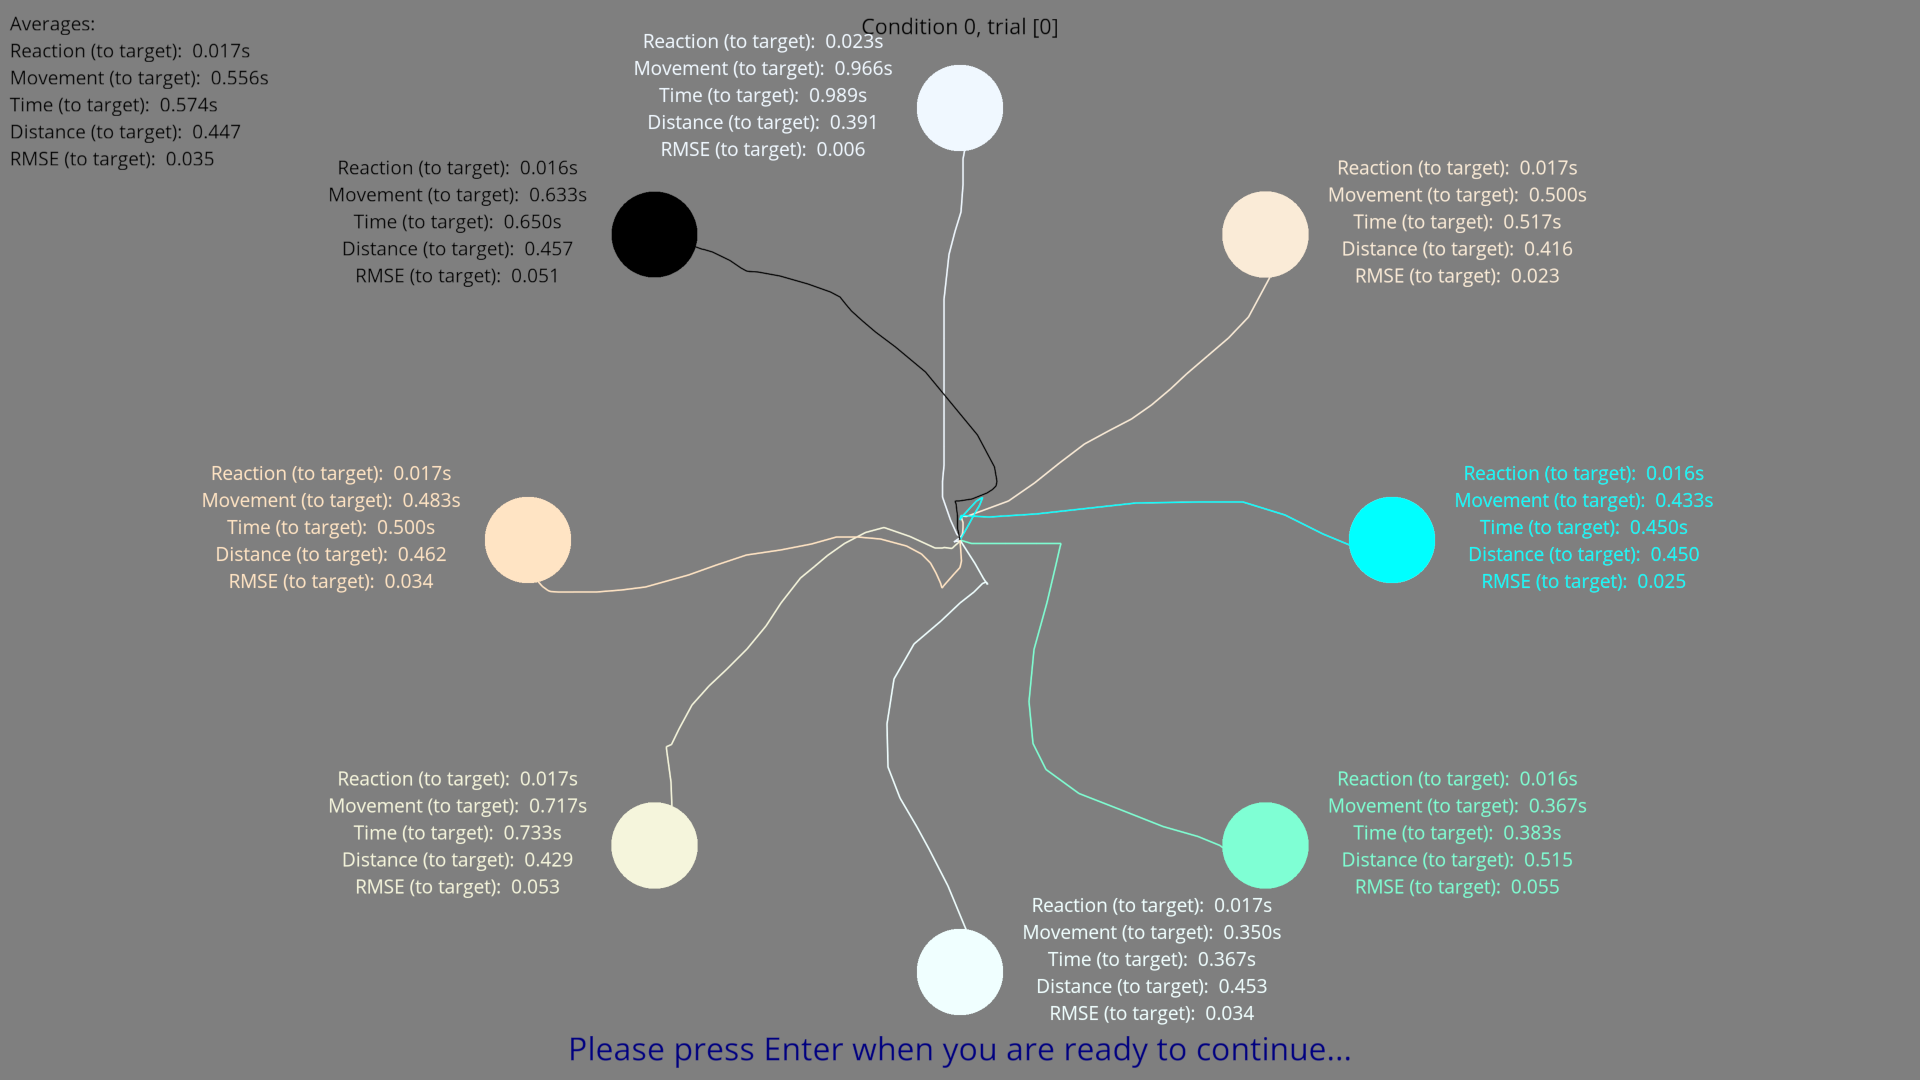 Averages:
Reaction (to target):  0.017s
Movement (to target):  0.556s
Time (to target):  0.574s
Distance (to target):  0.447
RMSE (to target):  0.035
Condition 0, trial [0]
Reaction (to target):  0.023s
Movement (to target):  0.966s
Time (to target):  0.989s
Distance (to target):  0.391
RMSE (to target):  0.006
Reaction (to target):  0.016s
Movement (to target):  0.633s
Time (to target):  0.650s
Distance (to target):  0.457
RMSE (to target):  0.051
Reaction (to target):  0.017s
Movement (to target):  0.500s
Time (to target):  0.517s
Distance (to target):  0.416
RMSE (to target):  0.023
Reaction (to target):  0.017s
Movement (to target):  0.483s
Time (to target):  0.500s
Distance (to target):  0.462
RMSE (to target):  0.034
Reaction (to target):  0.016s
Movement (to target):  0.433s
Time (to target):  0.450s
Distance (to target):  0.450
RMSE (to target):  0.025
Reaction (to target):  0.017s
Movement (to target):  0.717s
Time (to target):  0.733s
Distance (to target):  0.429
RMSE (to target):  0.053
Reaction (to target):  0.016s
Movement (to target):  0.367s
Time (to target):  0.383s
Distance (to target):  0.515
RMSE (to target):  0.055
Reaction (to target):  0.017s
Movement (to target):  0.350s
Time (to target):  0.367s
Distance (to target):  0.453
RMSE (to target):  0.034
Please press Enter when you are ready to continue...